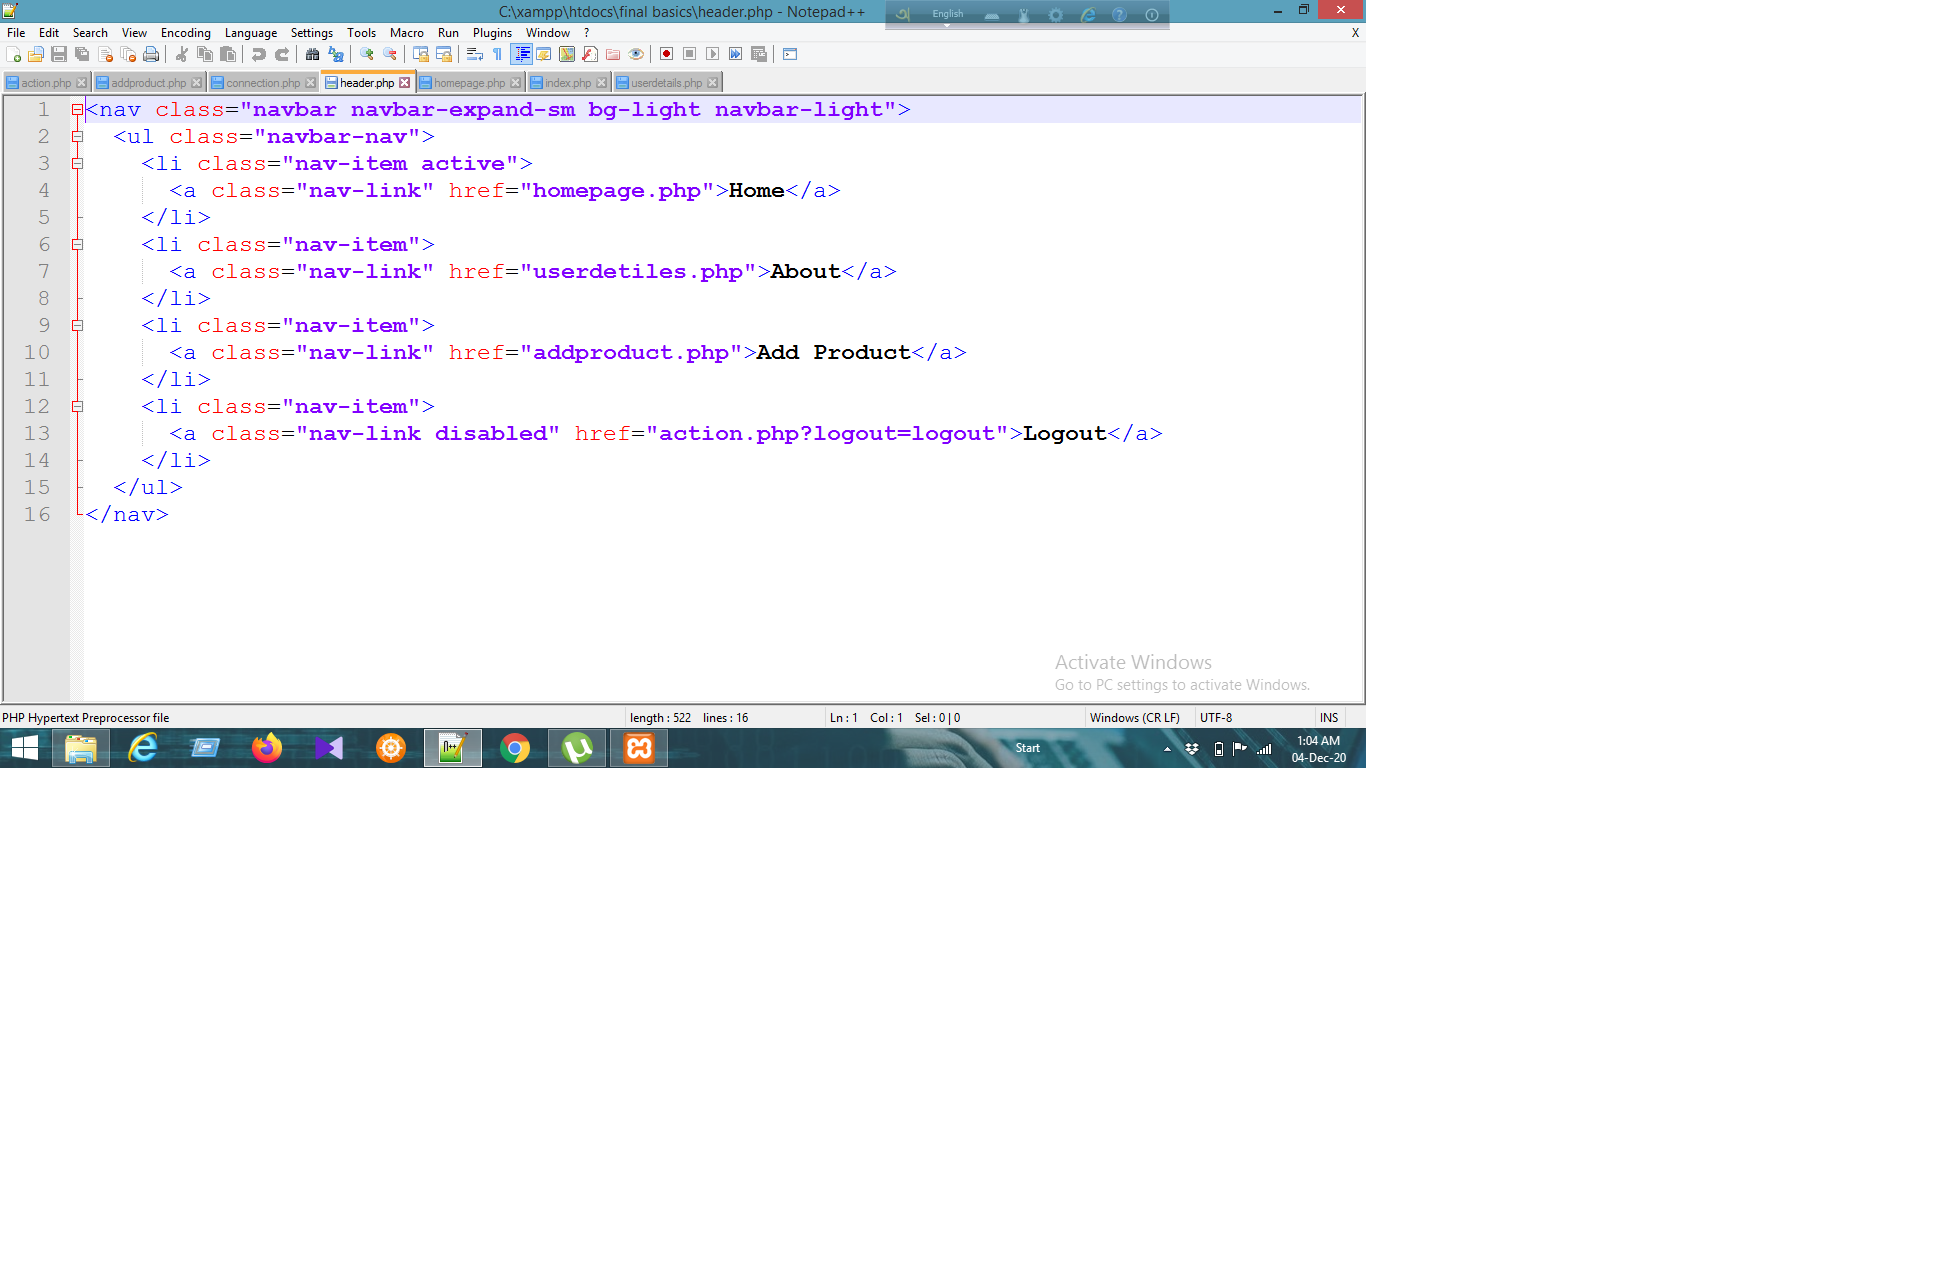 C:\xampp\htdocs\final basics\header.php - Notepad++
English
File Edit Search View Encoding Language Settings Tools Macro Run Plugins Window ? X
action.php addproduct.php connection.php header.php homepage.php index.php userdetails.php
1 <nav class="navbar navbar-expand-sm bg-light navbar-light">
2 <ul class="navbar-nav">
3 <li class="nav-item active">
4 <a class="nav-link" href="homepage.php">Home</a>
5 </li>
6 <li class="nav-item">
7 <a class="nav-link" href="userdetiles.php">About</a>
8 </li>
9 <li class="nav-item">
10 <a class="nav-link" href="addproduct.php">Add Product</a>
11 </li>
12 <li class="nav-item">
13 <a class="nav-link disabled" href="action.php?logout=logout">Logout</a>
14 </li>
15 </ul>
16 </nav>
Activate Windows
Go to PC settings to activate Windows.
PHP Hypertext Preprocessor file length : 522 lines : 16 Ln : 1 Col : 1 Sel : 0 | 0 Windows (CR LF) UTF-8 INS
Start
1:04 AM
04-Dec-20